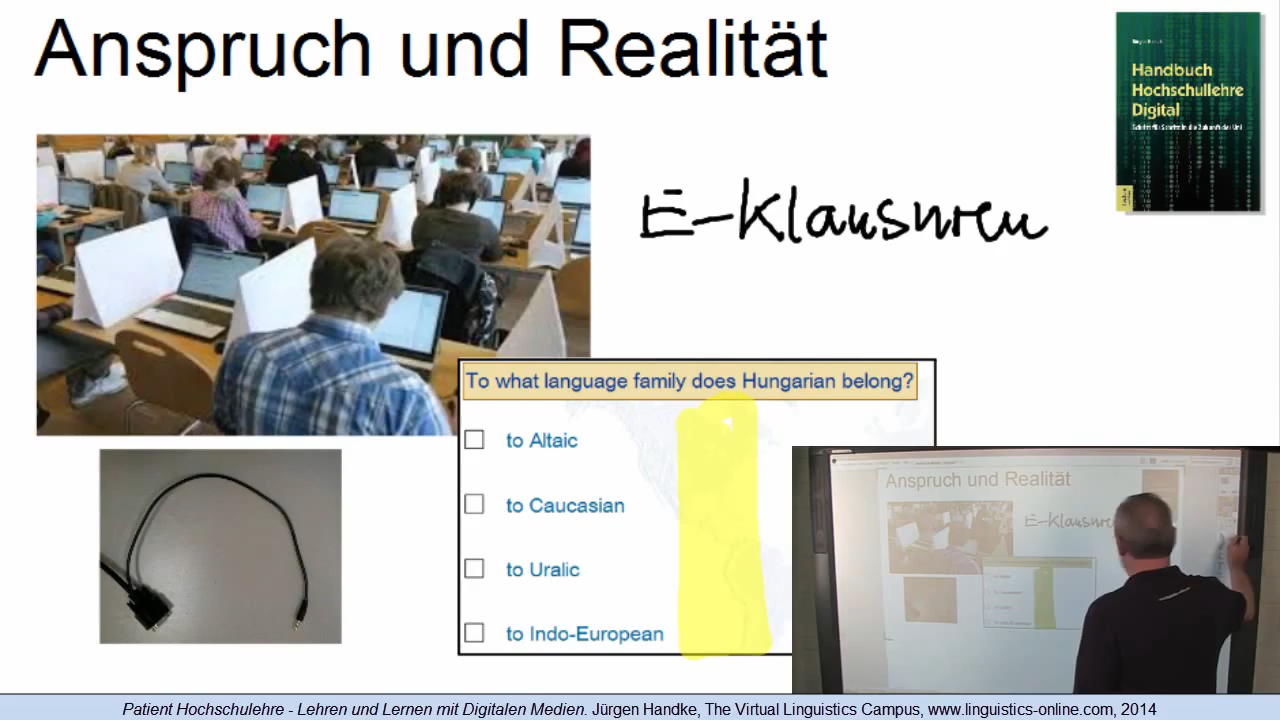 Anspruch und Realität
Handbuch
Hochschullehre
Digital
E-Klausuren
To what language family does Hungarian belong?
to Altaic
to Caucasian
to Uralic
to Indo-European
Anspruch und Realität
E-Klausure
Patient Hochschulehre - Lehren und Lernen mit Digitalen Medien. Jürgen Handke, The Virtual Linguistics Campus, www.linguistics-online.com, 2014